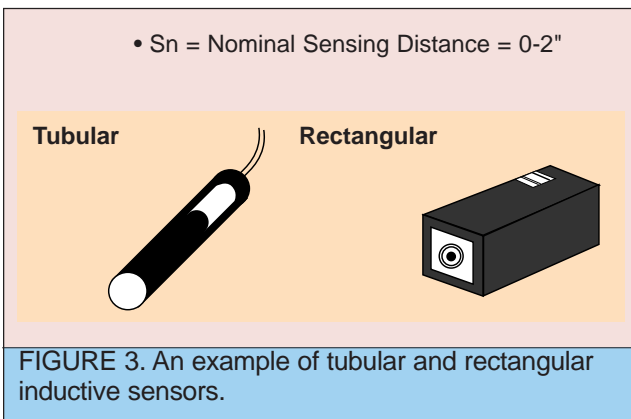 • Sn = Nominal Sensing Distance = 0-2"
Tubular
Rectangular
FIGURE 3. An example of tubular and rectangular
inductive sensors.